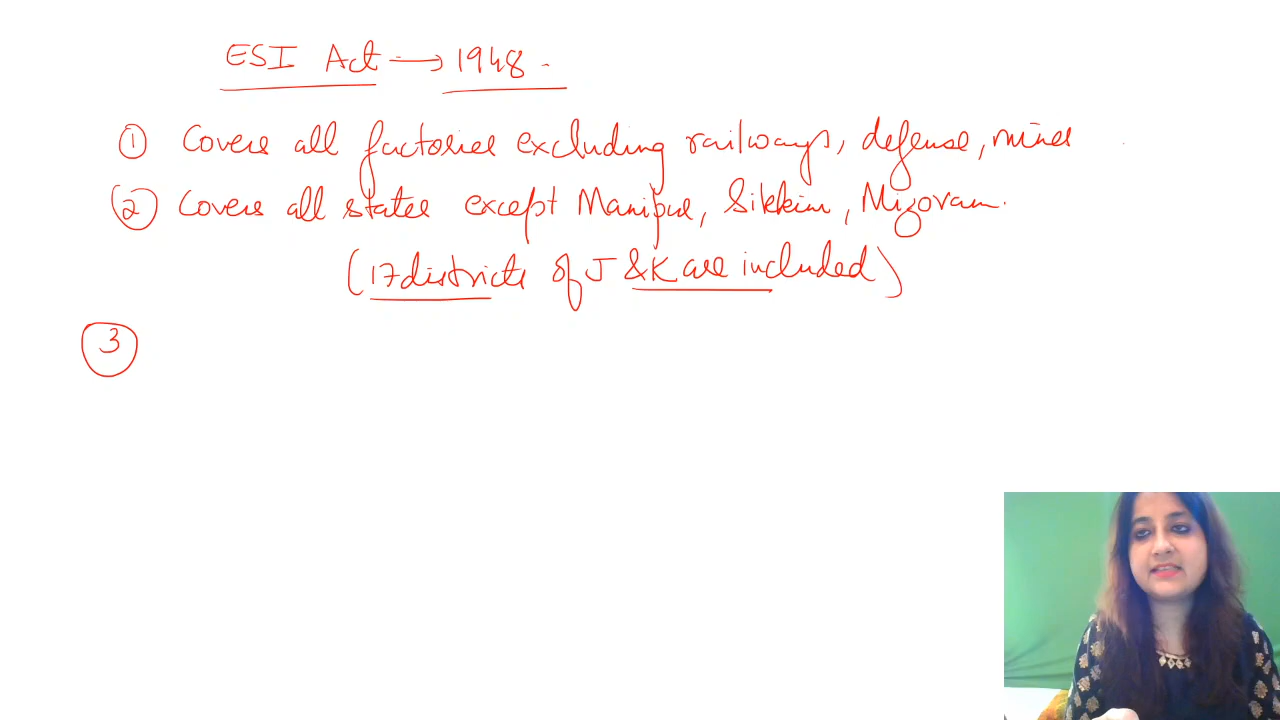 ESI Act → 1948.
① Covers all factories excluding railways, defense, mines
② Covers all states except Manipur, Sikkim, Mizoram.
(17 districts of J & K are included)
③